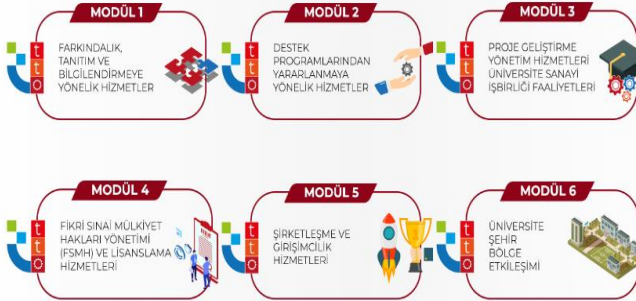 MODÜL 1
t
t
o
FARKINDALIK,
TANITIM VE
BİLGİLENDİRMEYE
YÖNELİK HİZMETLER
MODÜL 2
t
t
o
DESTEK
PROGRAMLARINDAN
YARARLANMAYA
YÖNELİK HİZMETLER
MODÜL 3
t
t
o
PROJE GELİŞTİRME
YÖNETİM HİZMETLERİ
ÜNİVERSİTE SANAYİ
İŞBİRLİĞİ FAALİYETLERİ
MODÜL 4
t
t
o
FİKRİ SINAİ MÜLKİYET
HAKLARI YÖNETİMİ
(FSMH) VE LİSANSLAMA
HİZMETLERİ
MODÜL 5
t
t
o
ŞİRKETLEŞME VE
GİRİŞİMCİLİK
HİZMETLERİ
MODÜL 6
t
t
o
ÜNİVERSİTE
ŞEHİR
BÖLGE
ETKİLEŞİMİ